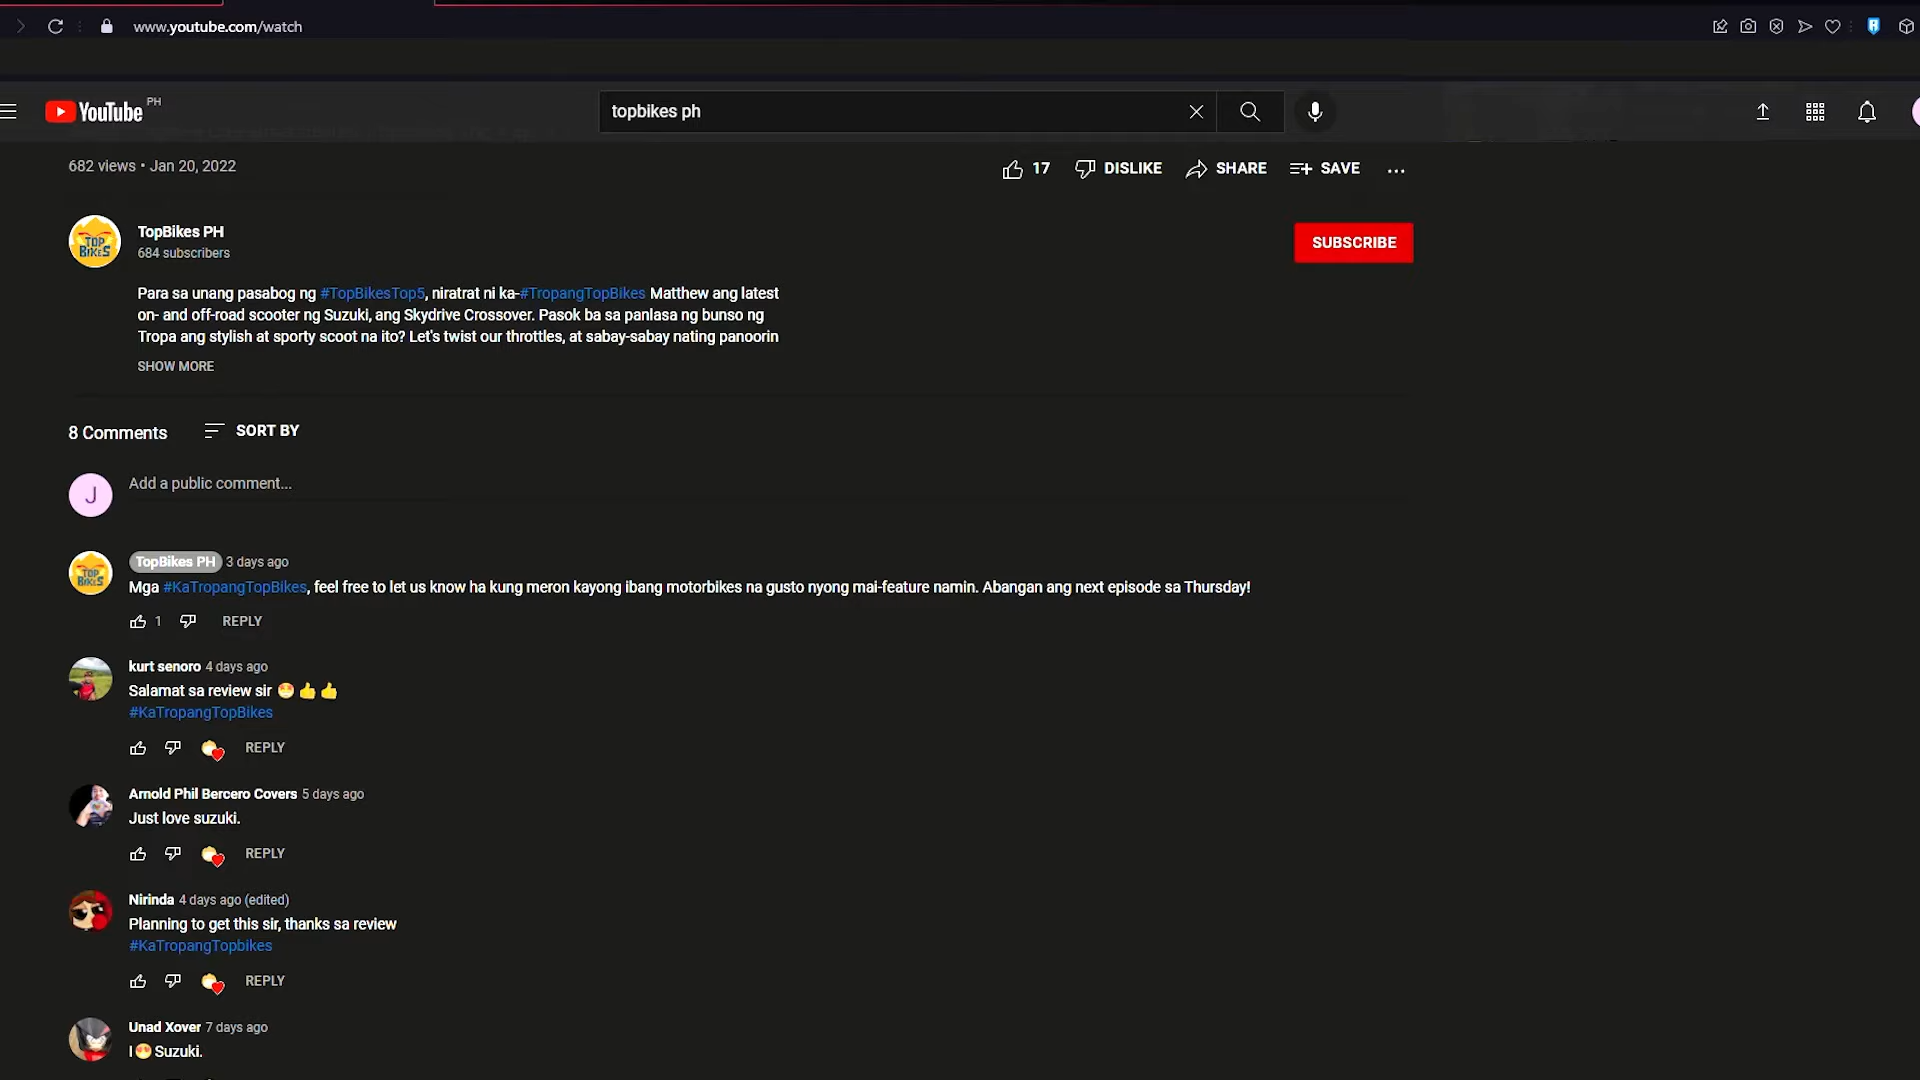 www.youtube.com/watch
YouTube PH
topbikes ph
682 views • Jan 20, 2022
17 DISLIKE SHARE SAVE ...
TOP BIKES
TopBikes PH
684 subscribers
SUBSCRIBE
Para sa unang pasabog ng #TopBikesTop5, niratrat ni ka-#TropangTopBikes Matthew ang latest
on- and off-road scooter ng Suzuki, ang Skydrive Crossover. Pasok ba sa panlasa ng bunso ng
Tropa ang stylish at sporty scoot na ito? Let's twist our throttles, at sabay-sabay nating panoorin
SHOW MORE
8 Comments SORT BY
J Add a public comment...
TOP BIKES
TopBikes PH 3 days ago
Mga #KaTropangTopBikes, feel free to let us know ha kung meron kayong ibang motorbikes na gusto nyong mai-feature namin. Abangan ang next episode sa Thursday!
1 REPLY
kurt senoro 4 days ago
Salamat sa review sir 😍👍👍
#KaTropangTopBikes
REPLY
Arnold Phil Bercero Covers 5 days ago
Just love suzuki.
REPLY
Nirinda 4 days ago (edited)
Planning to get this sir, thanks sa review
#KaTropangTopbikes
REPLY
Unad Xover 7 days ago
I 😍 Suzuki.